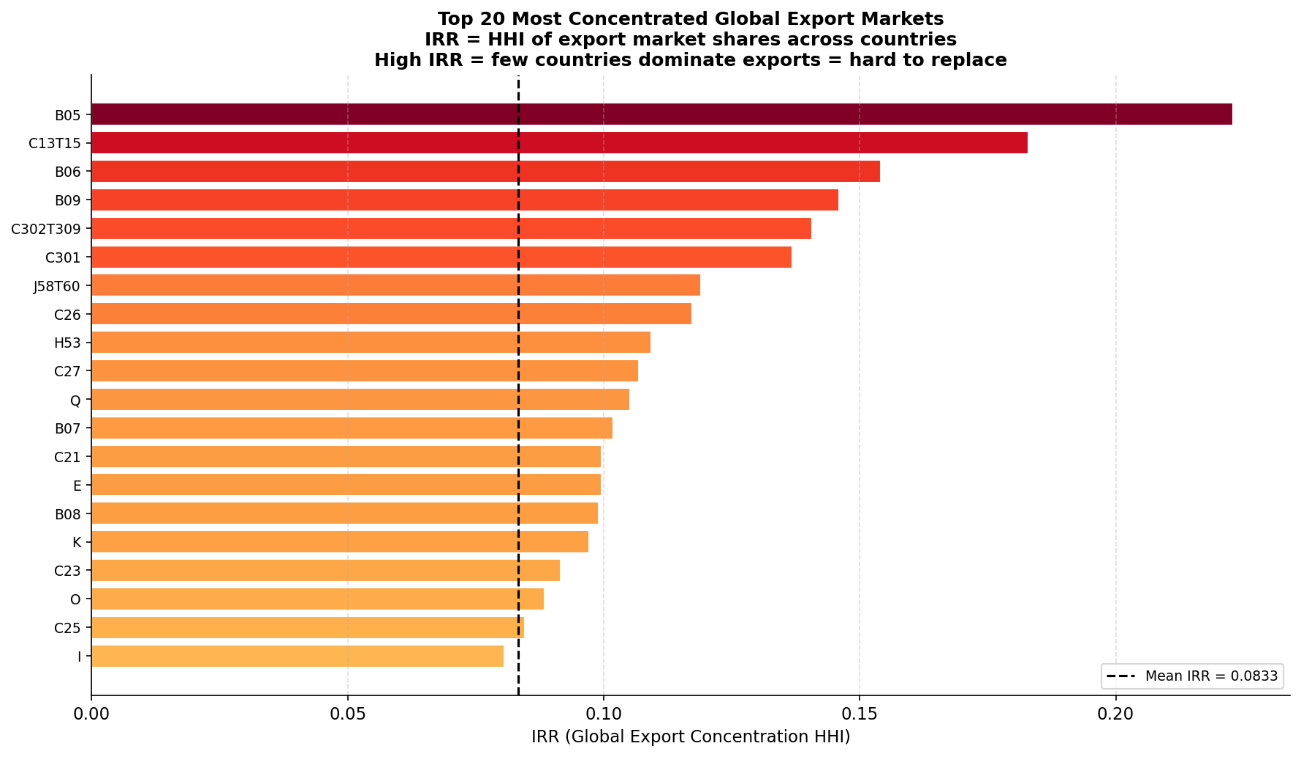 Top 20 Most Concentrated Global Export Markets
IRR = HHI of export market shares across countries
High IRR = few countries dominate exports = hard to replace
B05
C13T15
B06
B09
C302T309
C301
J58T60
C26
H53
C27
Q
B07
C21
E
B08
K
C23
O
C25
I
Mean IRR = 0.0833
0.00 0.05 0.10 0.15 0.20
IRR (Global Export Concentration HHI)